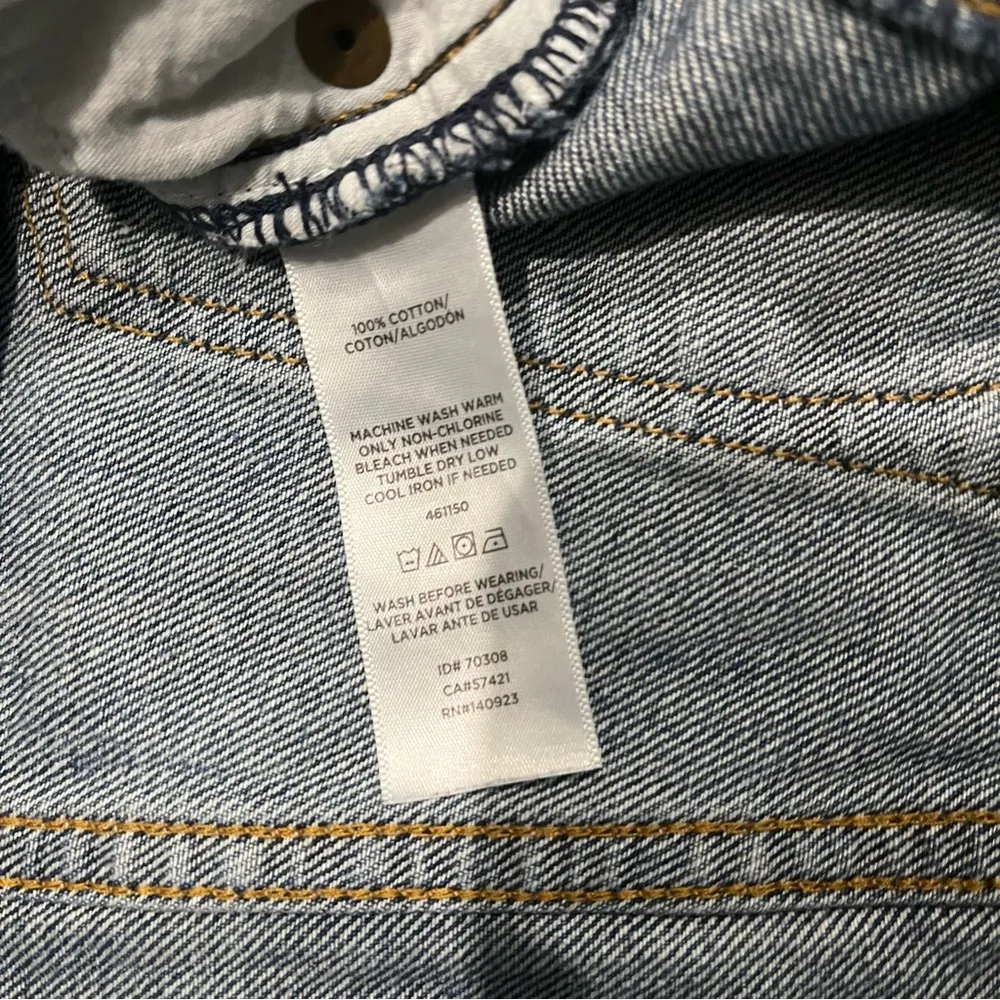 100% COTTON/
COTON/ALGODÓN
MACHINE WASH WARM
ONLY NON-CHLORINE
BLEACH WHEN NEEDED
TUMBLE DRY LOW
COOL IRON IF NEEDED
461150
WASH BEFORE WEARING/
LAVER AVANT DE DÉGAGER/
LAVAR ANTE DE USAR
ID# 70308
CA#57421
RN#140923